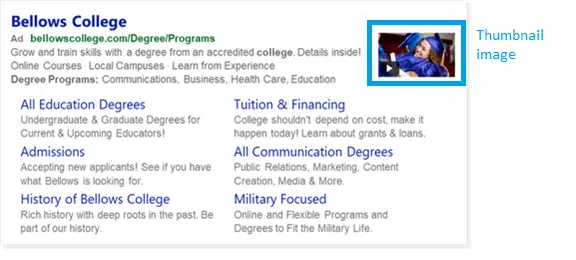 Bellows College
Ad bellowscollege.com/Degree/Programs
Grow and train skills with a degree from an accredited college. Details inside!
Online Courses · Local Campuses · Learn from Experience
Degree Programs: Communications, Business, Health Care, Education
Thumbnail
image
All Education Degrees
Undergraduate & Graduate Degrees for
Current & Upcoming Educators!
Tuition & Financing
College shouldn't depend on cost, make it
happen today! Learn about grants & loans.
Admissions
Accepting new applicants! See if you have
what Bellows is looking for.
All Communication Degrees
Public Relations, Marketing, Content
Creation, Media & More.
History of Bellows College
Rich history with deep roots in the past. Be
part of our history.
Military Focused
Online and Flexible Programs and
Degrees to Fit the Military Life.